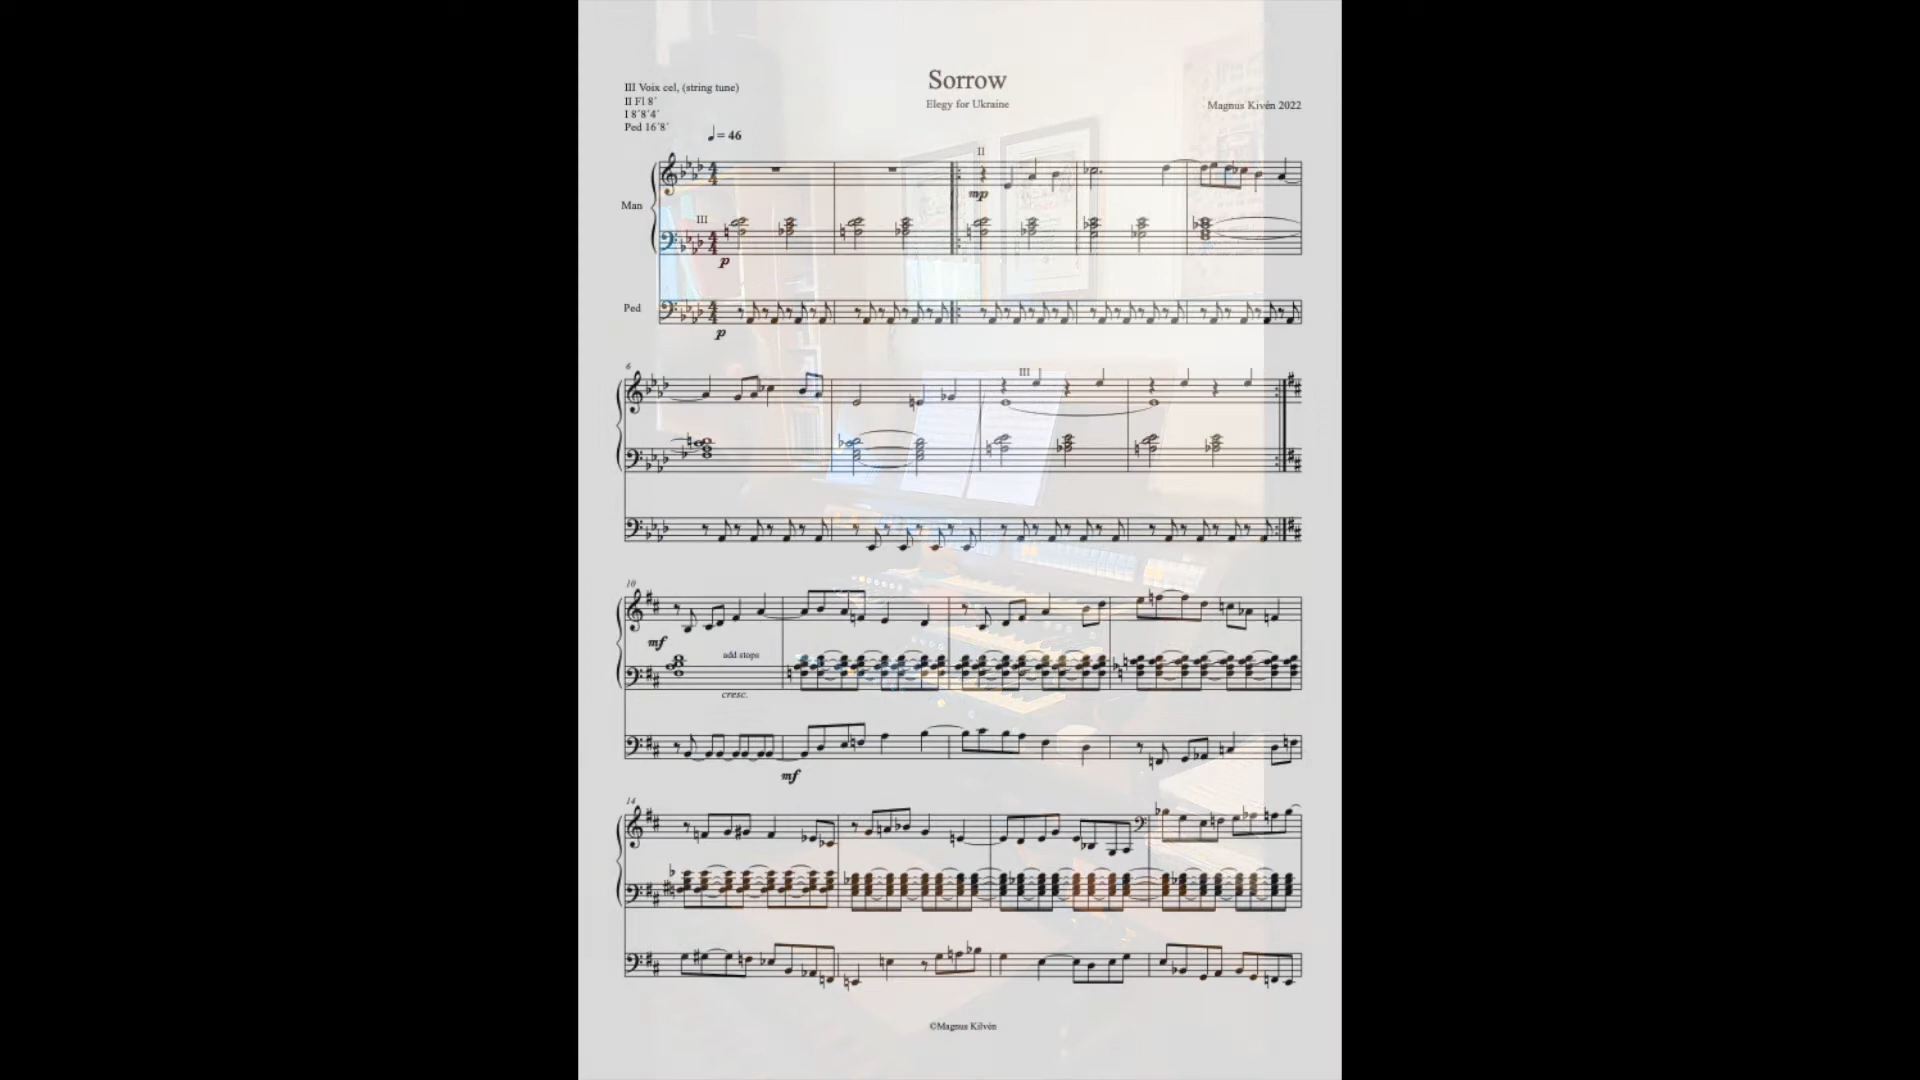 Sorrow
Elegy for Ukraine
Magnus Kivén 2022
III Voix cel, (string tune)
II Fl 8´
I 8´8´4´
Ped 16´8´
♩= 46
II
mp
Man
III
p
Ped
p
6
III
10
mf
add stops
cresc.
mf
14
©Magnus Kilvén